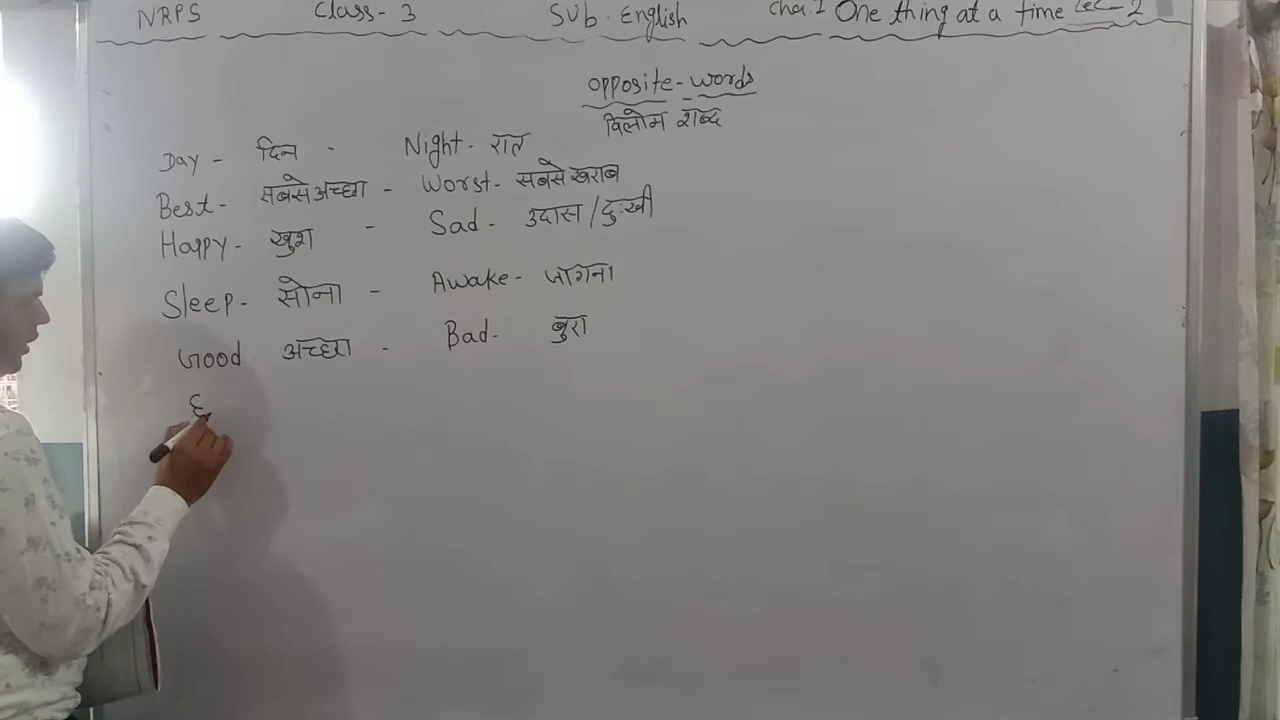 NRPS Class-3 Sub. English Cha.1 One thing at a time Lec-2
Opposite-words
विलोम शब्द
Day - दिन - Night - रात
Best - सबसे अच्छा - Worst - सबसे खराब
Happy - खुश - Sad - उदास/दुःखी
Sleep - सोना - Awake - जागना
Good अच्छा - Bad - बुरा